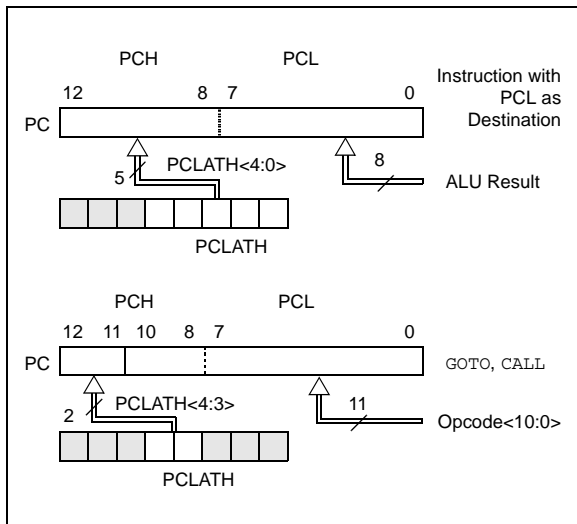 PCH PCL
12 8 7 0
Instruction with
PCL as
Destination
PC
5 PCLATH<4:0> 8
ALU Result
PCLATH
PCH PCL
12 11 10 8 7 0
PC GOTO, CALL
2 PCLATH<4:3> 11
Opcode<10:0>
PCLATH